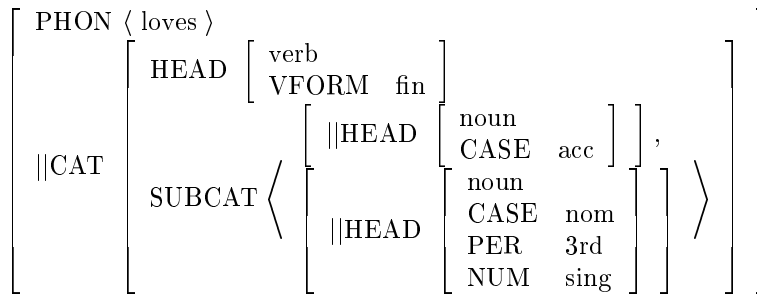 PHON ⟨ loves ⟩
HEAD [ verb
VFORM fin ]
||CAT
SUBCAT ⟨ [ ||HEAD [ noun
CASE acc ] ] ,
[ ||HEAD [ noun
CASE nom
PER 3rd
NUM sing ] ] ⟩